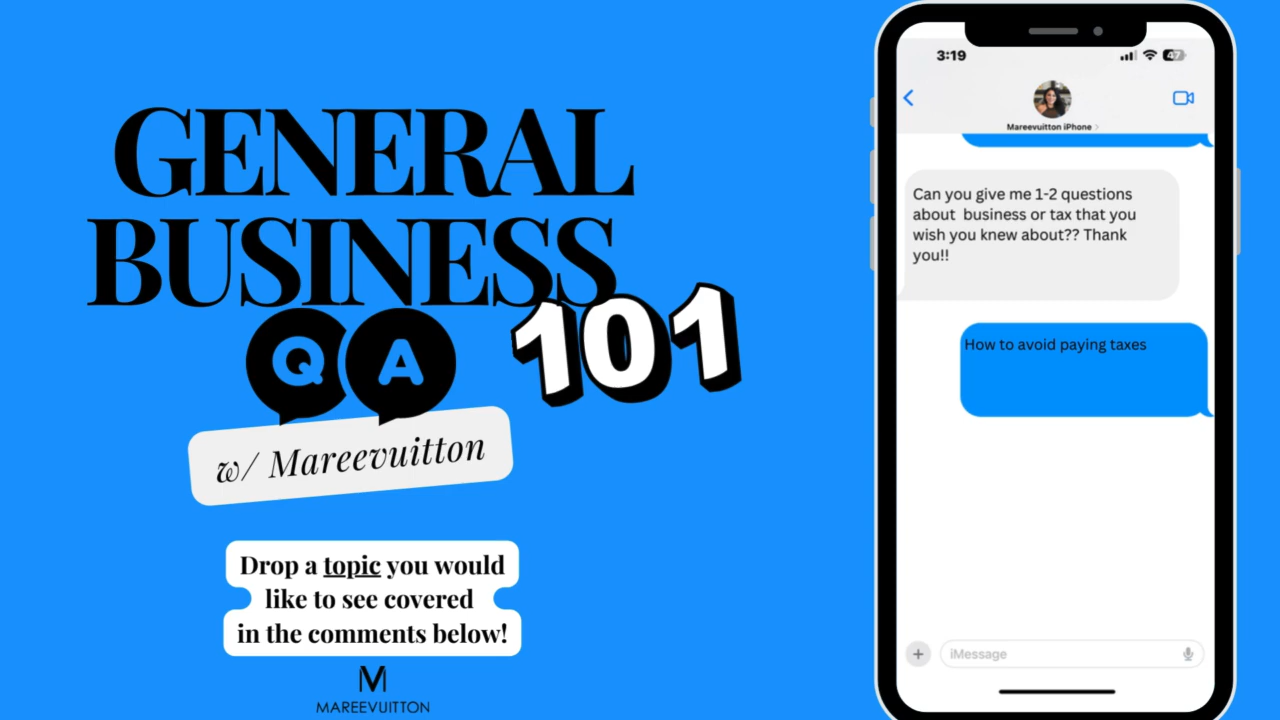 GENERAL
BUSINESS
101
Q A
w/ Mareevuitton
Drop a topic you would
like to see covered
in the comments below!
M
MAREEVUITTON
3:19
47
Mareevuitton iPhone
Can you give me 1-2 questions
about business or tax that you
wish you knew about?? Thank
you!!
How to avoid paying taxes
iMessage